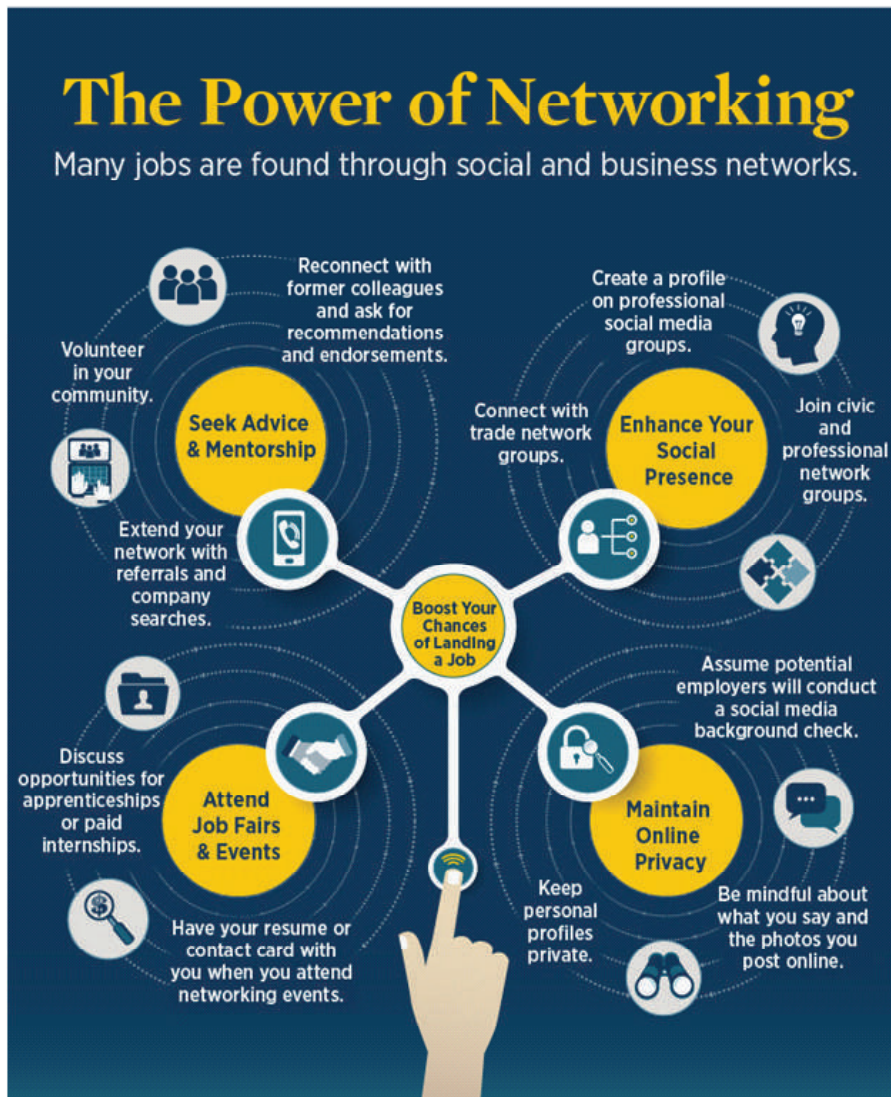 The Power of Networking
Many jobs are found through social and business networks.
Reconnect with
former colleagues
and ask for
recommendations
and endorsements.
Volunteer
in your
community.
Seek Advice
& Mentorship
Extend your
network with
referrals and
company
searches.
Create a profile
on professional
social media
groups.
Connect with
trade network
groups.
Enhance Your
Social
Presence
Join civic
and
professional
network
groups.
Boost Your
Chances
of Landing
a Job
Discuss
opportunities for
apprenticeships
or paid
internships.
Attend
Job Fairs
& Events
Have your resume or
contact card with
you when you attend
networking events.
Assume potential
employers will conduct
a social media
background check.
Maintain
Online
Privacy
Keep
personal
profiles
private.
Be mindful about
what you say and
the photos you
post online.